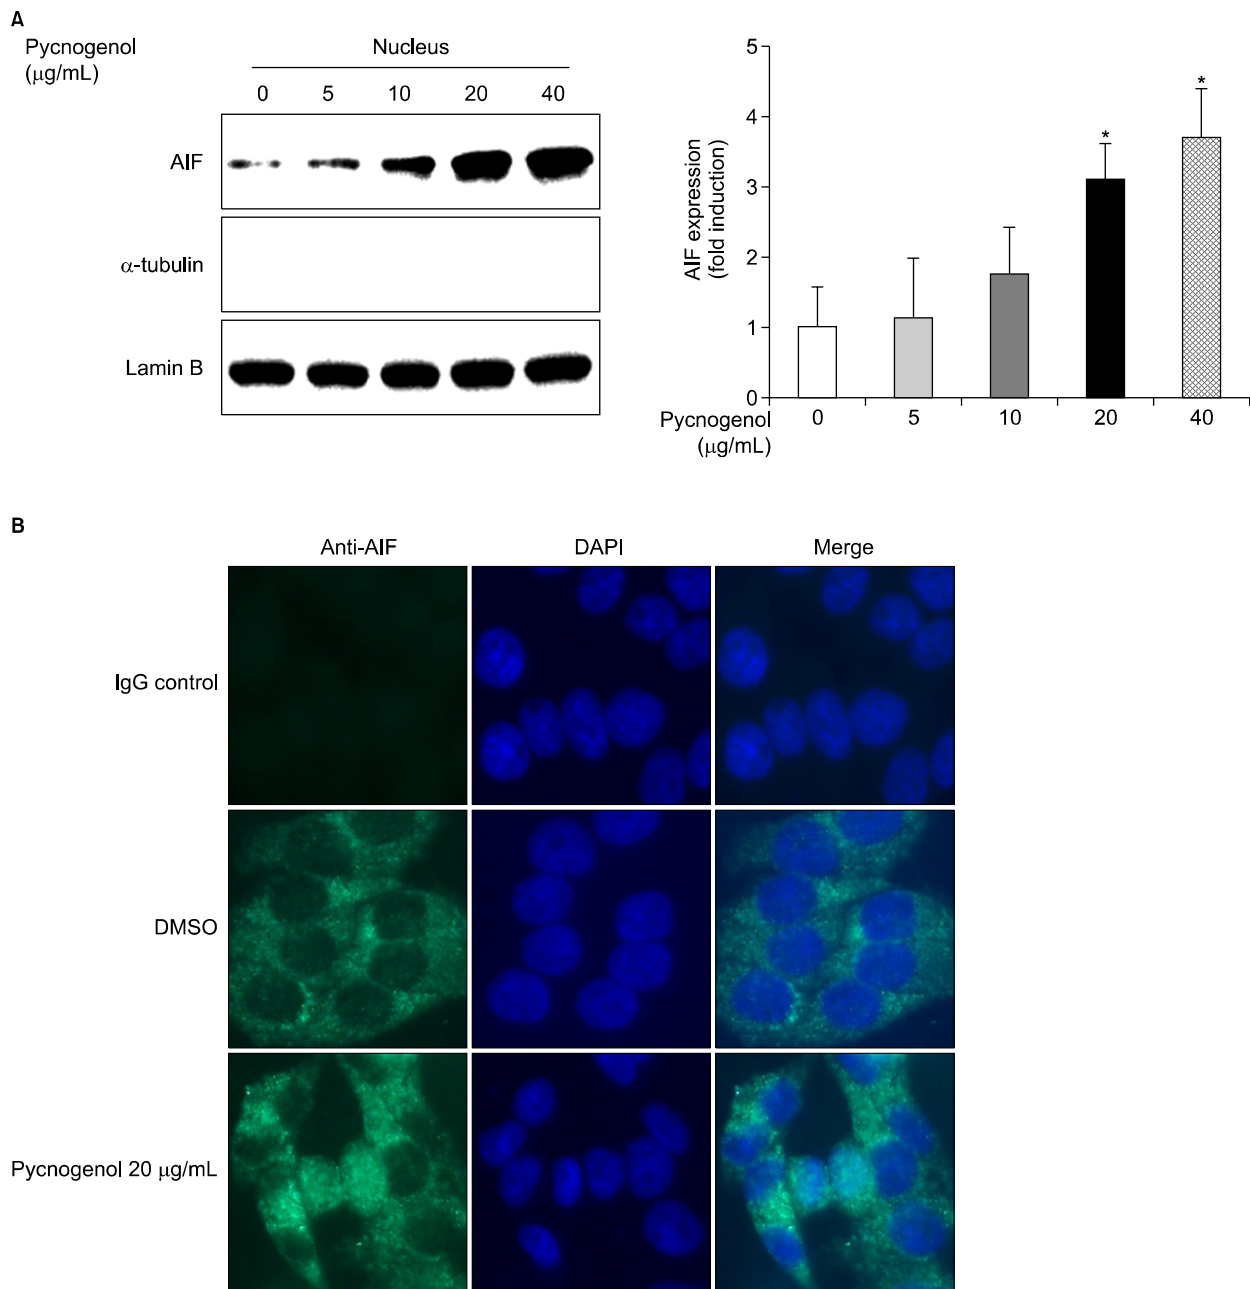 A
Pycnogenol
(μg/mL)
Nucleus
0 5 10 20 40
AIF
α-tubulin
Lamin B
AIF expression
(fold induction)
5
4
3
2
1
0
*
*
Pycnogenol
(μg/mL)
0 5 10 20 40
B
Anti-AIF DAPI Merge
IgG control
DMSO
Pycnogenol 20 μg/mL